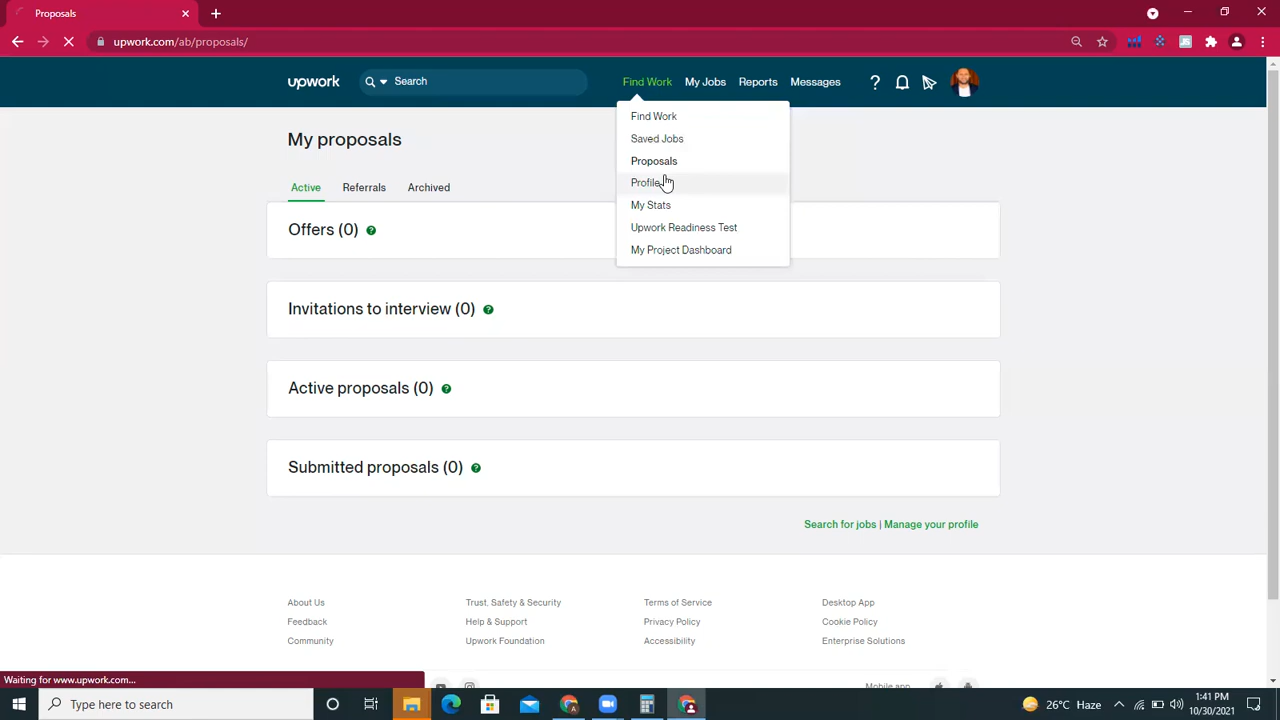 Proposals
upwork.com/ab/proposals/
upwork
Search
Find Work
My Jobs
Reports
Messages
Find Work
Saved Jobs
Proposals
Profile
My Stats
Upwork Readiness Test
My Project Dashboard
My proposals
Active
Referrals
Archived
Offers (0)
Invitations to interview (0)
Active proposals (0)
Submitted proposals (0)
Search for jobs | Manage your profile
About Us
Trust, Safety & Security
Terms of Service
Desktop App
Feedback
Help & Support
Privacy Policy
Cookie Policy
Community
Upwork Foundation
Accessibility
Enterprise Solutions
Mobile app
Waiting for www.upwork.com...
Type here to search
26°C Haze
1:41 PM
10/30/2021